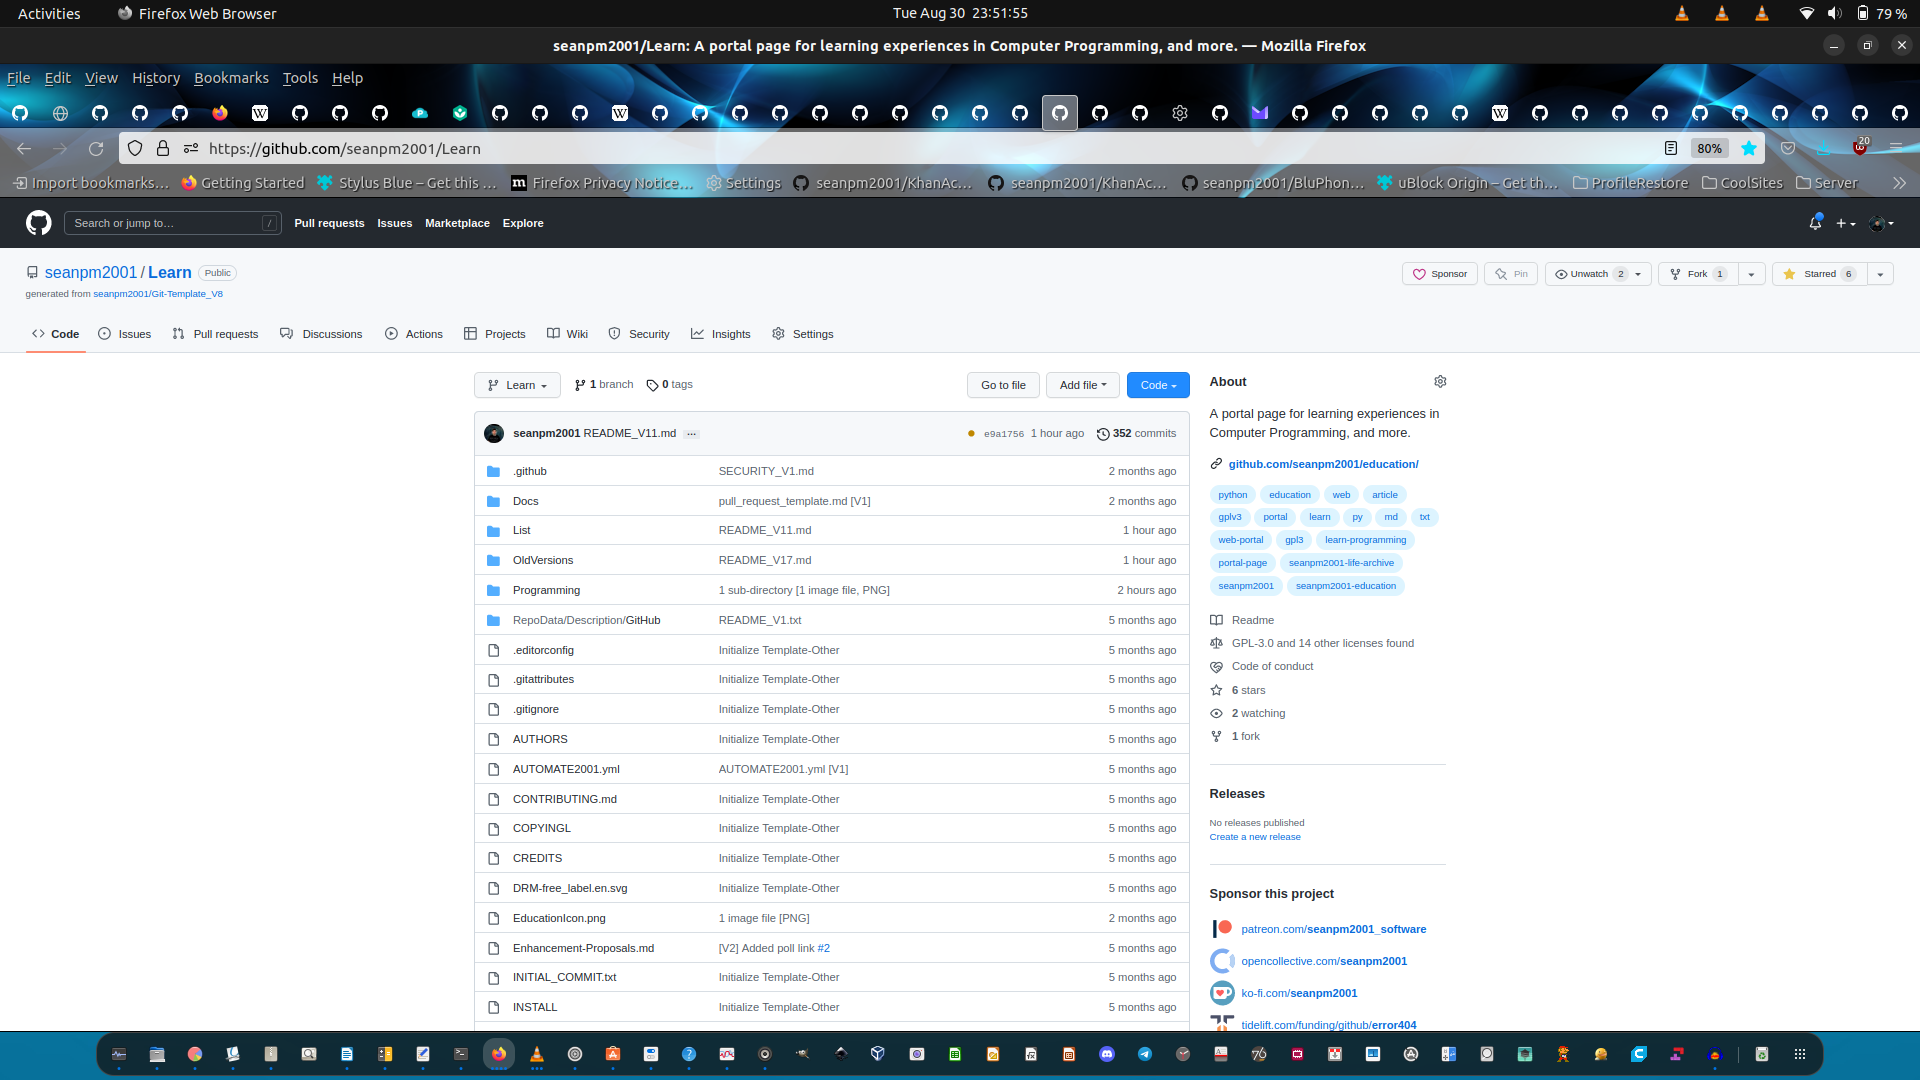 Activities
Firefox Web Browser
Tue Aug 30 23:51:55
79 %
seanpm2001/Learn: A portal page for learning experiences in Computer Programming, and more. — Mozilla Firefox
File Edit View History Bookmarks Tools Help
https://github.com/seanpm2001/Learn
80%
20
Import bookmarks…
Getting Started
Stylus Blue – Get this …
Firefox Privacy Notice…
Settings
seanpm2001/KhanAc…
seanpm2001/KhanAc…
seanpm2001/BluPhon…
uBlock Origin – Get th…
ProfileRestore
CoolSites
Server
Search or jump to…
/
Pull requests Issues Marketplace Explore
seanpm2001 / Learn Public
generated from seanpm2001/Git-Template_V8
Sponsor
Pin
Unwatch 2
Fork 1
Starred 6
Code
Issues
Pull requests
Discussions
Actions
Projects
Wiki
Security
Insights
Settings
Learn
1 branch
0 tags
Go to file
Add file
Code
seanpm2001 README_V11.md ... e9a1756 1 hour ago 352 commits
.github SECURITY_V1.md 2 months ago
Docs pull_request_template.md [V1] 2 months ago
List README_V11.md 1 hour ago
OldVersions README_V17.md 1 hour ago
Programming 1 sub-directory [1 image file, PNG] 2 hours ago
RepoData/Description/GitHub README_V1.txt 5 months ago
.editorconfig Initialize Template-Other 5 months ago
.gitattributes Initialize Template-Other 5 months ago
.gitignore Initialize Template-Other 5 months ago
AUTHORS Initialize Template-Other 5 months ago
AUTOMATE2001.yml AUTOMATE2001.yml [V1] 5 months ago
CONTRIBUTING.md Initialize Template-Other 5 months ago
COPYINGL Initialize Template-Other 5 months ago
CREDITS Initialize Template-Other 5 months ago
DRM-free_label.en.svg Initialize Template-Other 5 months ago
EducationIcon.png 1 image file [PNG] 2 months ago
Enhancement-Proposals.md [V2] Added poll link #2 5 months ago
INITIAL_COMMIT.txt Initialize Template-Other 5 months ago
INSTALL Initialize Template-Other 5 months ago
About
A portal page for learning experiences in
Computer Programming, and more.
github.com/seanpm2001/education/
python education web article
gplv3 portal learn py md txt
web-portal gpl3 learn-programming
portal-page seanpm2001-life-archive
seanpm2001 seanpm2001-education
Readme
GPL-3.0 and 14 other licenses found
Code of conduct
6 stars
2 watching
1 fork
Releases
No releases published
Create a new release
Sponsor this project
patreon.com/seanpm2001_software
opencollective.com/seanpm2001
ko-fi.com/seanpm2001
tidelift.com/funding/github/error404